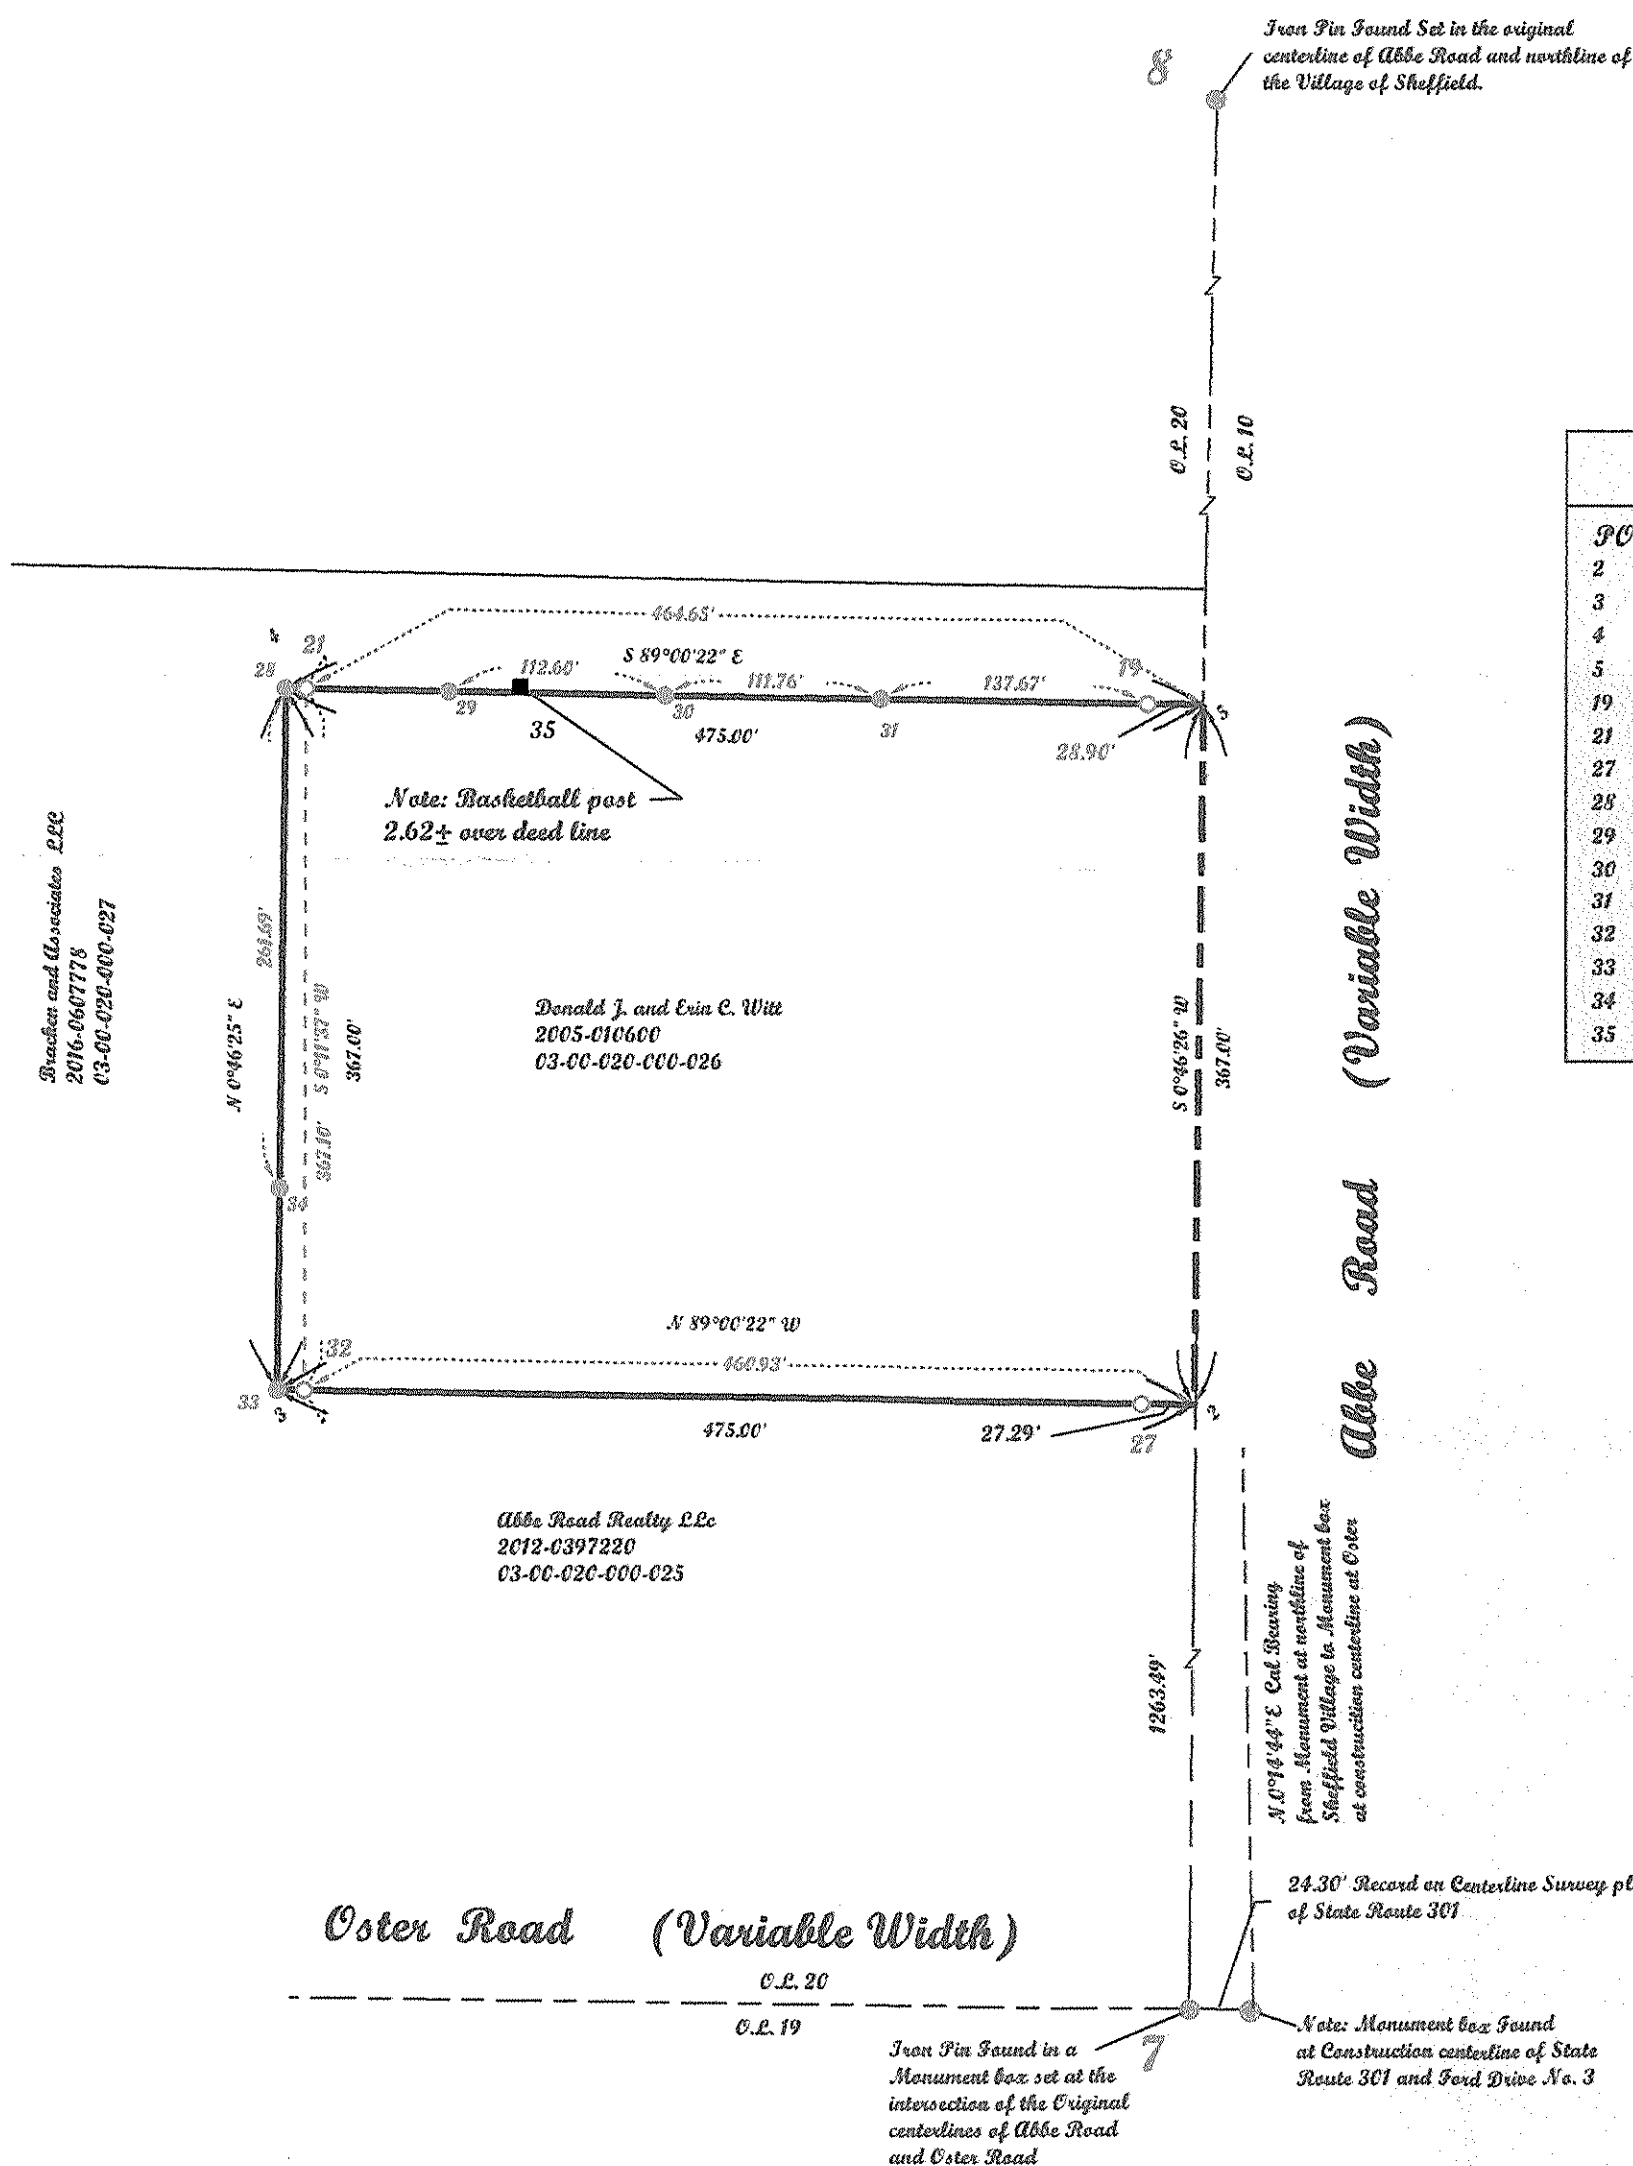 8
Iron Pin Found Set in the original
centerline of Abbe Road and northline of
the Village of Sheffield.
O.L. 20
O.L. 10
PO
2
3
4
5
19
21
27
28
29
30
31
32
33
34
35
464.65'
4
21
28
S 89°00'22" E
112.60'
111.76'
137.67'
19
29
30
31
5
35
475.00'
28.90'
Note: Basketball post
2.62± over deed line
Bracken and Associates LLC
2016-0607778
03-00-020-000-027
261.69'
N 0°46'25" E
367.10' S 0°11'37" W
367.00'
Donald J. and Erin C. Witt
2005-010600
03-00-020-000-026
S 0°46'26" W
367.00'
Abbe Road (Variable Width)
34
N 89°00'22" W
32
460.93'
33
3
2
475.00'
27.29'
27
Abbe Road Realty LLc
2012-0397220
03-00-020-000-025
1263.49'
N 0°14'44" E Cal Bearing
from Monument at northline of
Sheffield Village to Monument box
at construction centerline at Oster
24.30' Record on Centerline Survey pl
of State Route 301
Oster Road (Variable Width)
O.L. 20
O.L. 19
7
Iron Pin Found in a
Monument box set at the
intersection of the Original
centerlines of Abbe Road
and Oster Road
Note: Monument box Found
at Construction centerline of State
Route 301 and Ford Drive No. 3